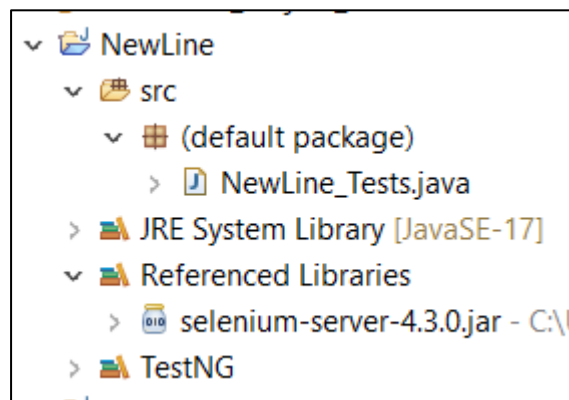 NewLine
src
(default package)
NewLine_Tests.java
JRE System Library [JavaSE-17]
Referenced Libraries
selenium-server-4.3.0.jar - C:\
TestNG